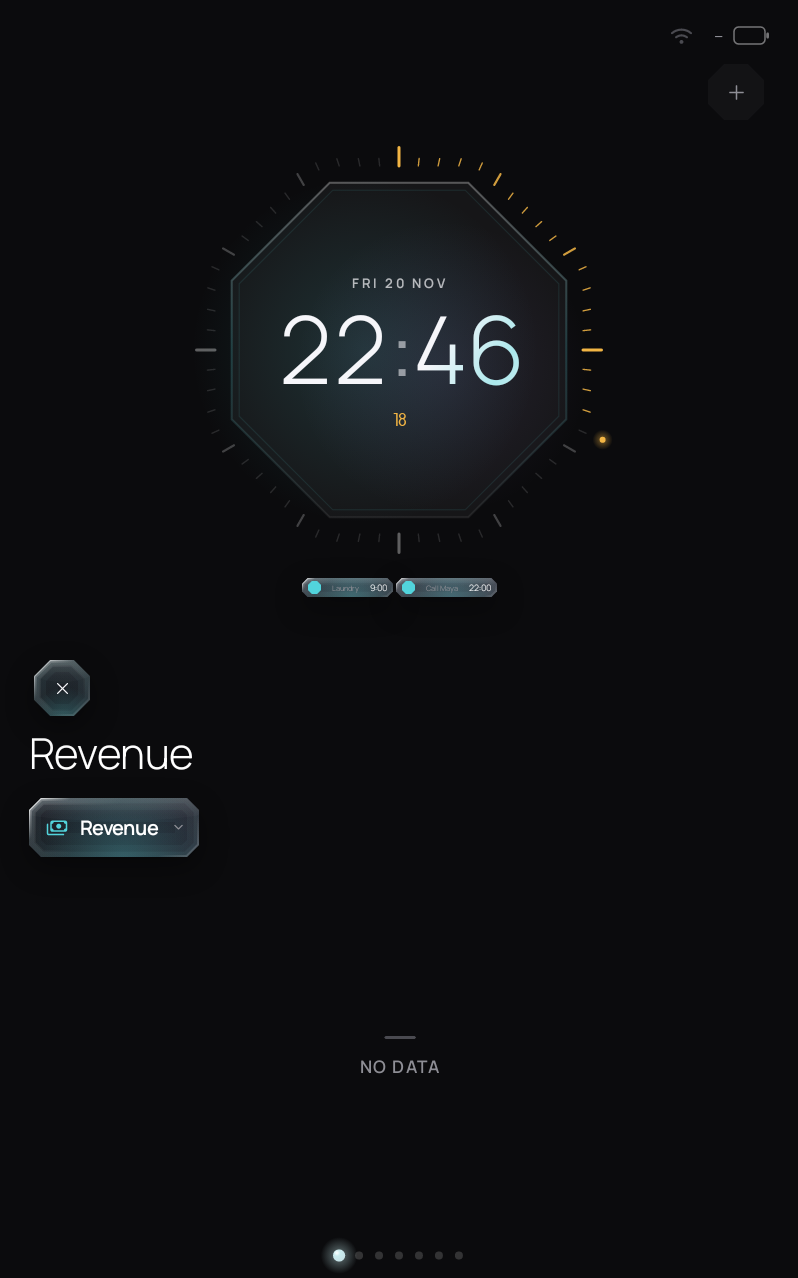 –
+
FRI 20 NOV
22:46
18
Laundry 9:00 Call Maya 22:00
Revenue
Revenue
NO DATA